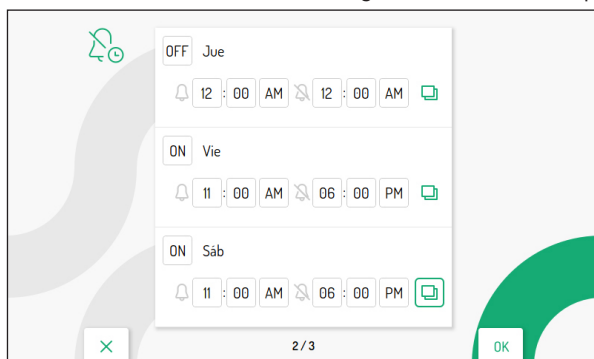 OFF Jue
12 : 00 AM 12 : 00 AM
ON Vie
11 : 00 AM 06 : 00 PM
ON Sáb
11 : 00 AM 06 : 00 PM
2/3
OK